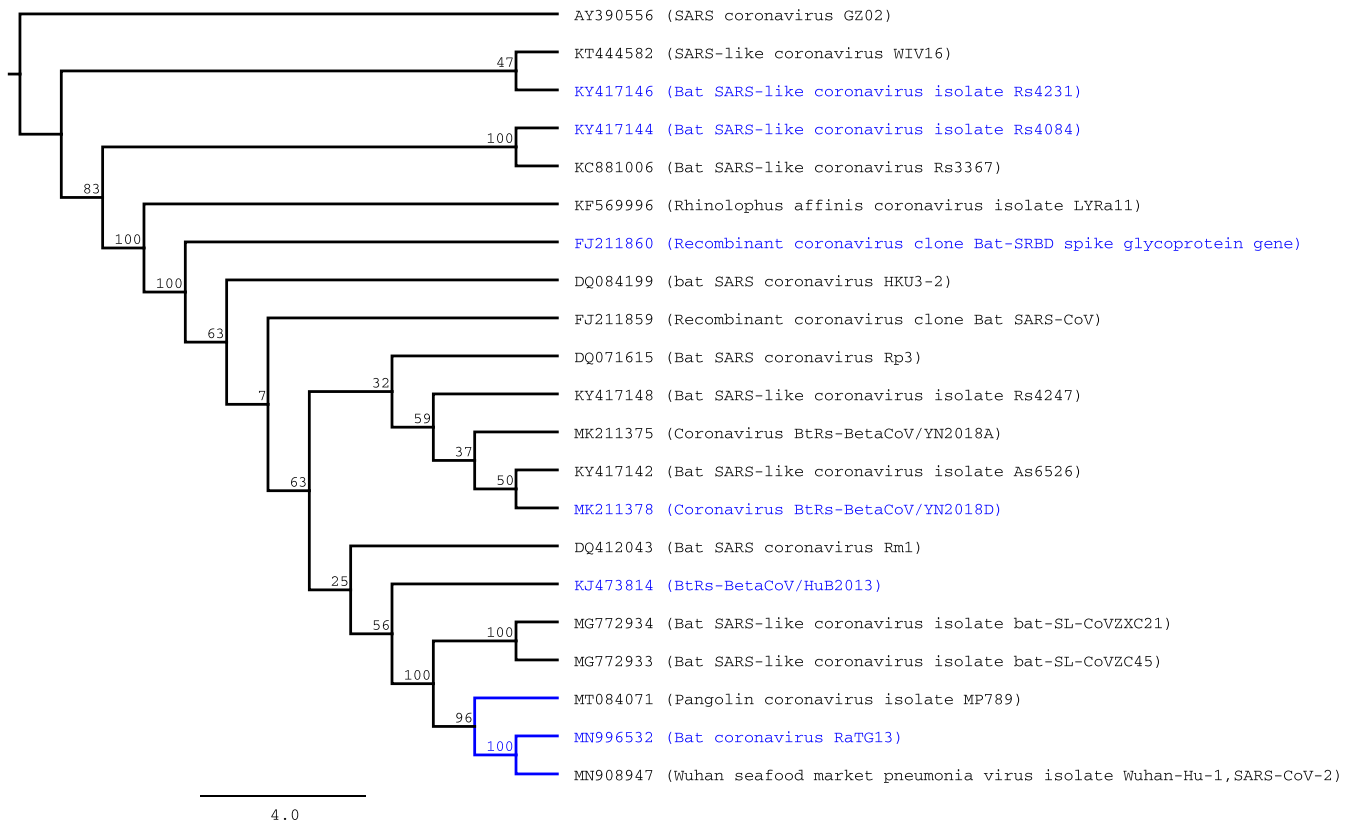 AY390556 (SARS coronavirus GZ02)
KT444582 (SARS-like coronavirus WIV16)
47
KY417146 (Bat SARS-like coronavirus isolate Rs4231)
KY417144 (Bat SARS-like coronavirus isolate Rs4084)
100
KC881006 (Bat SARS-like coronavirus Rs3367)
83
KF569996 (Rhinolophus affinis coronavirus isolate LYRa11)
100
FJ211860 (Recombinant coronavirus clone Bat-SRBD spike glycoprotein gene)
100
DQ084199 (bat SARS coronavirus HKU3-2)
63
FJ211859 (Recombinant coronavirus clone Bat SARS-CoV)
7
DQ071615 (Bat SARS coronavirus Rp3)
32
KY417148 (Bat SARS-like coronavirus isolate Rs4247)
59
MK211375 (Coronavirus BtRs-BetaCoV/YN2018A)
37
KY417142 (Bat SARS-like coronavirus isolate As6526)
50
63
MK211378 (Coronavirus BtRs-BetaCoV/YN2018D)
DQ412043 (Bat SARS coronavirus Rm1)
25
KJ473814 (BtRs-BetaCoV/HuB2013)
56
MG772934 (Bat SARS-like coronavirus isolate bat-SL-CoVZXC21)
100
MG772933 (Bat SARS-like coronavirus isolate bat-SL-CoVZC45)
100
MT084071 (Pangolin coronavirus isolate MP789)
96
MN996532 (Bat coronavirus RaTG13)
100
MN908947 (Wuhan seafood market pneumonia virus isolate Wuhan-Hu-1,SARS-CoV-2)
4.0